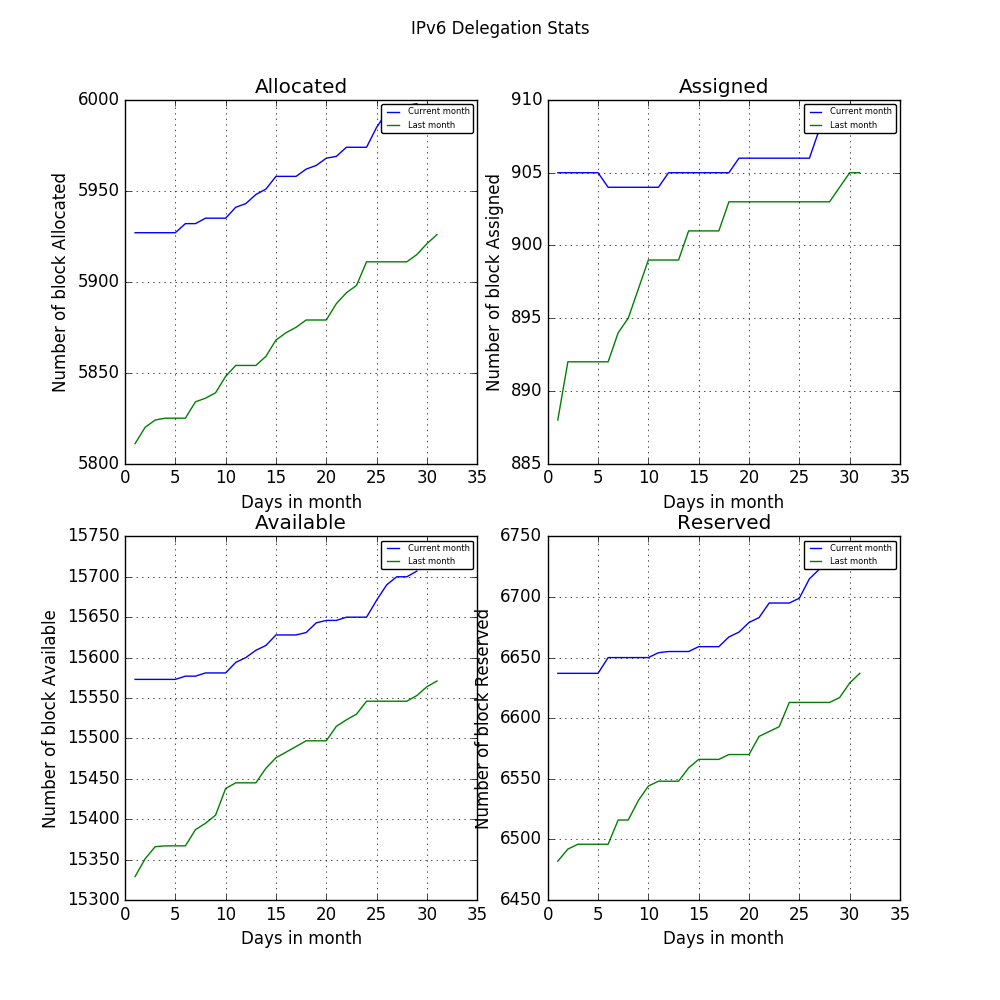 IPv6 Delegation Stats
Allocated
Number of block Allocated
6000
5950
5900
5850
5800
Current month
Last month
0 5 10 15 20 25 30 35
Days in month
Assigned
Number of block Assigned
910
905
900
895
890
885
Current month
Last month
0 5 10 15 20 25 30 35
Days in month
Available
Number of block Available
15750
15700
15650
15600
15550
15500
15450
15400
15350
15300
Current month
Last month
0 5 10 15 20 25 30 35
Days in month
Reserved
Number of block Reserved
6750
6700
6650
6600
6550
6500
6450
Current month
Last month
0 5 10 15 20 25 30 35
Days in month